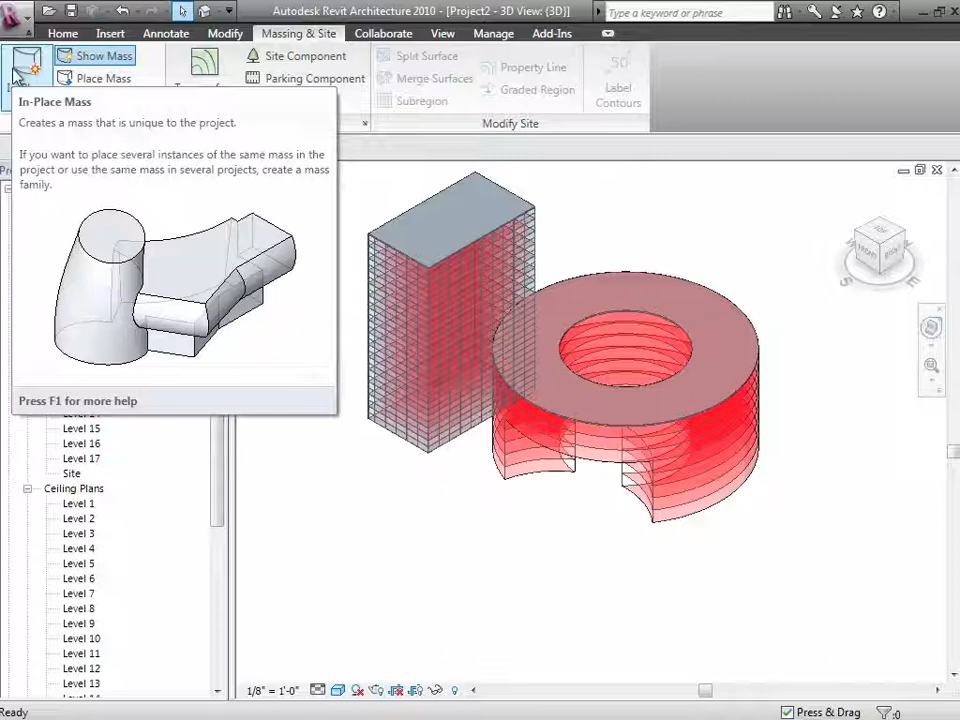 Autodesk Revit Architecture 2010 - [Project2 - 3D View: {3D}]
Type a keyword or phrase
Home Insert Annotate Modify Massing & Site Collaborate View Manage Add-Ins
Show Mass
Place Mass
Site Component
Parking Component
Split Surface
Merge Surfaces
Subregion
Property Line
Graded Region
.50
Label
Contours
Modify Site
In-Place Mass
Creates a mass that is unique to the project.
If you want to place several instances of the same mass in the
project or use the same mass in several projects, create a mass
family.
Press F1 for more help
TOP
FRONT
RIGHT
W
S
E
Level 15
Level 16
Level 17
Site
Ceiling Plans
Level 1
Level 2
Level 3
Level 4
Level 5
Level 6
Level 7
Level 8
Level 9
Level 10
Level 11
Level 12
Level 13
1/8" = 1'-0"
Ready
Press & Drag
:0